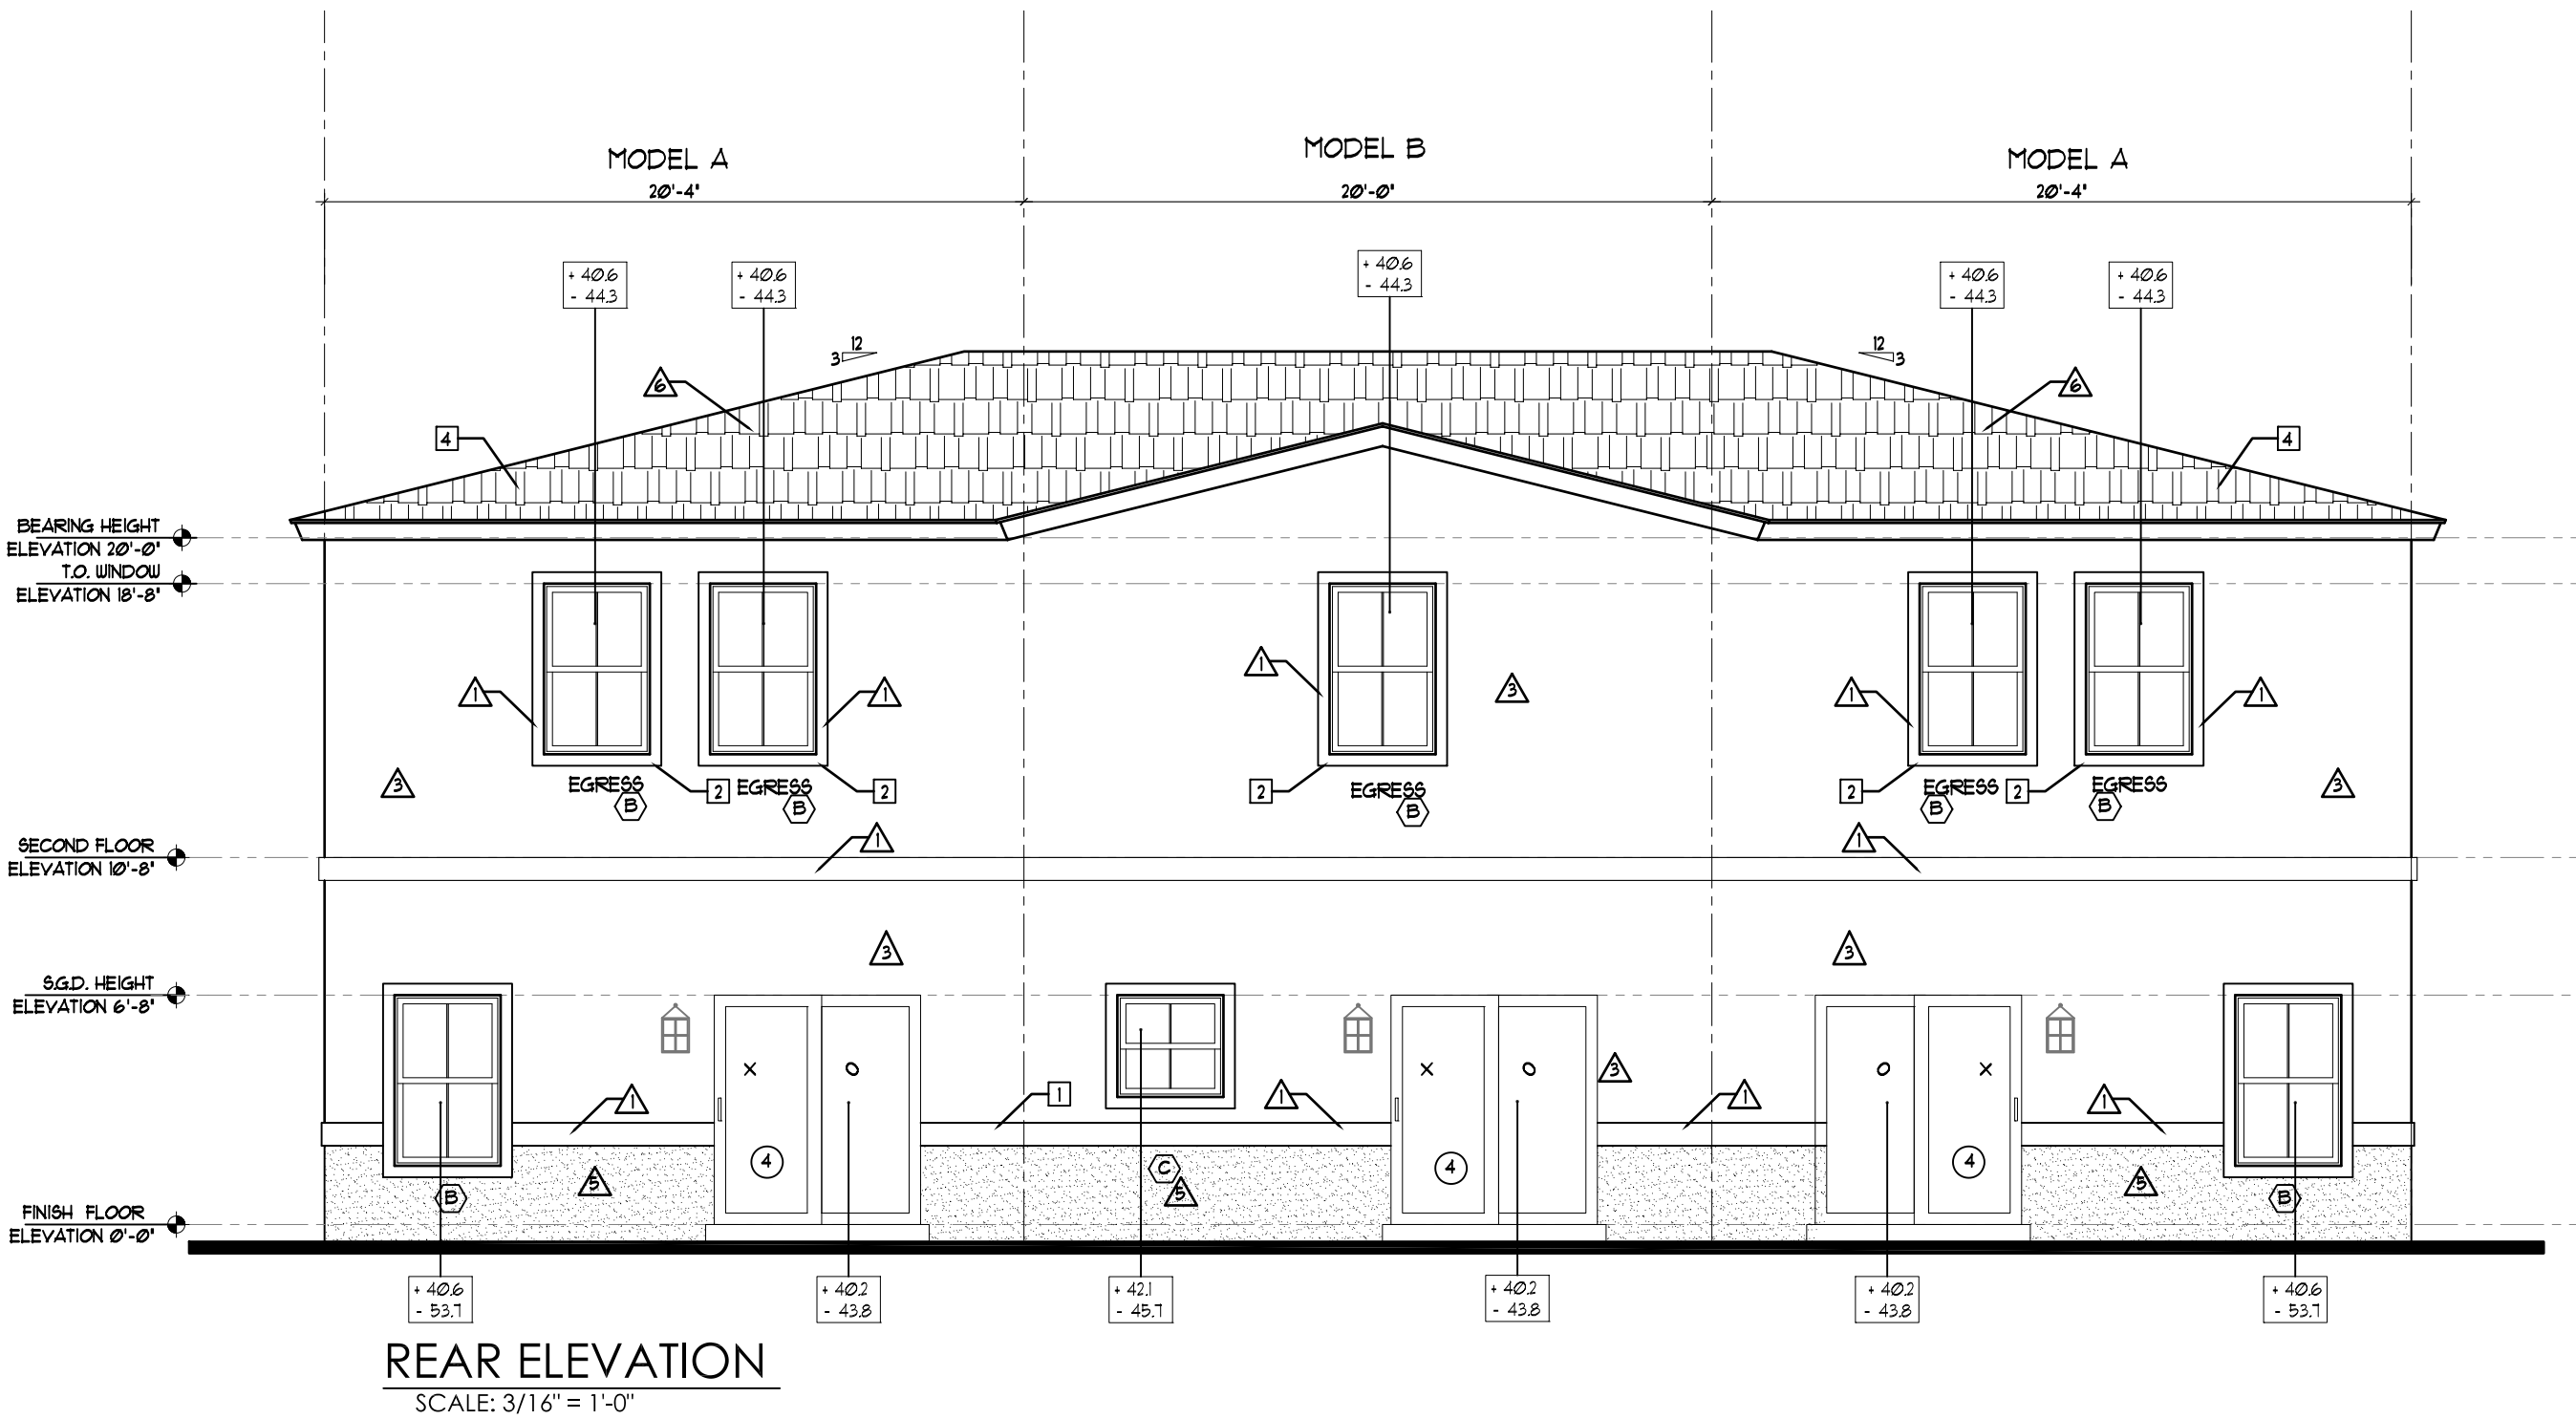 MODEL A
MODEL B
MODEL A
20'-4"
20'-0"
20'-4"
+ 40.6
- 44.3
+ 40.6
- 44.3
+ 40.6
- 44.3
+ 40.6
- 44.3
+ 40.6
- 44.3
12
3
12
3
6
6
4
4
BEARING HEIGHT
ELEVATION 20'-0"
T.O. WINDOW
ELEVATION 18'-8"
1
1
1
3
1
1
3
3
EGRESS
2
EGRESS
2
2
EGRESS
2
EGRESS
2
EGRESS
B
B
B
B
B
1
1
SECOND FLOOR
ELEVATION 10'-8"
3
3
S.G.D. HEIGHT
ELEVATION 6'-8"
X
O
X
O
3
O
X
1
1
1
1
1
4
C
4
4
5
5
5
B
B
FINISH FLOOR
ELEVATION 0'-0"
+ 40.6
- 53.7
+ 40.2
- 43.8
+ 42.1
- 45.7
+ 40.2
- 43.8
+ 40.2
- 43.8
+ 40.6
- 53.7
REAR ELEVATION
SCALE: 3/16" = 1'-0"